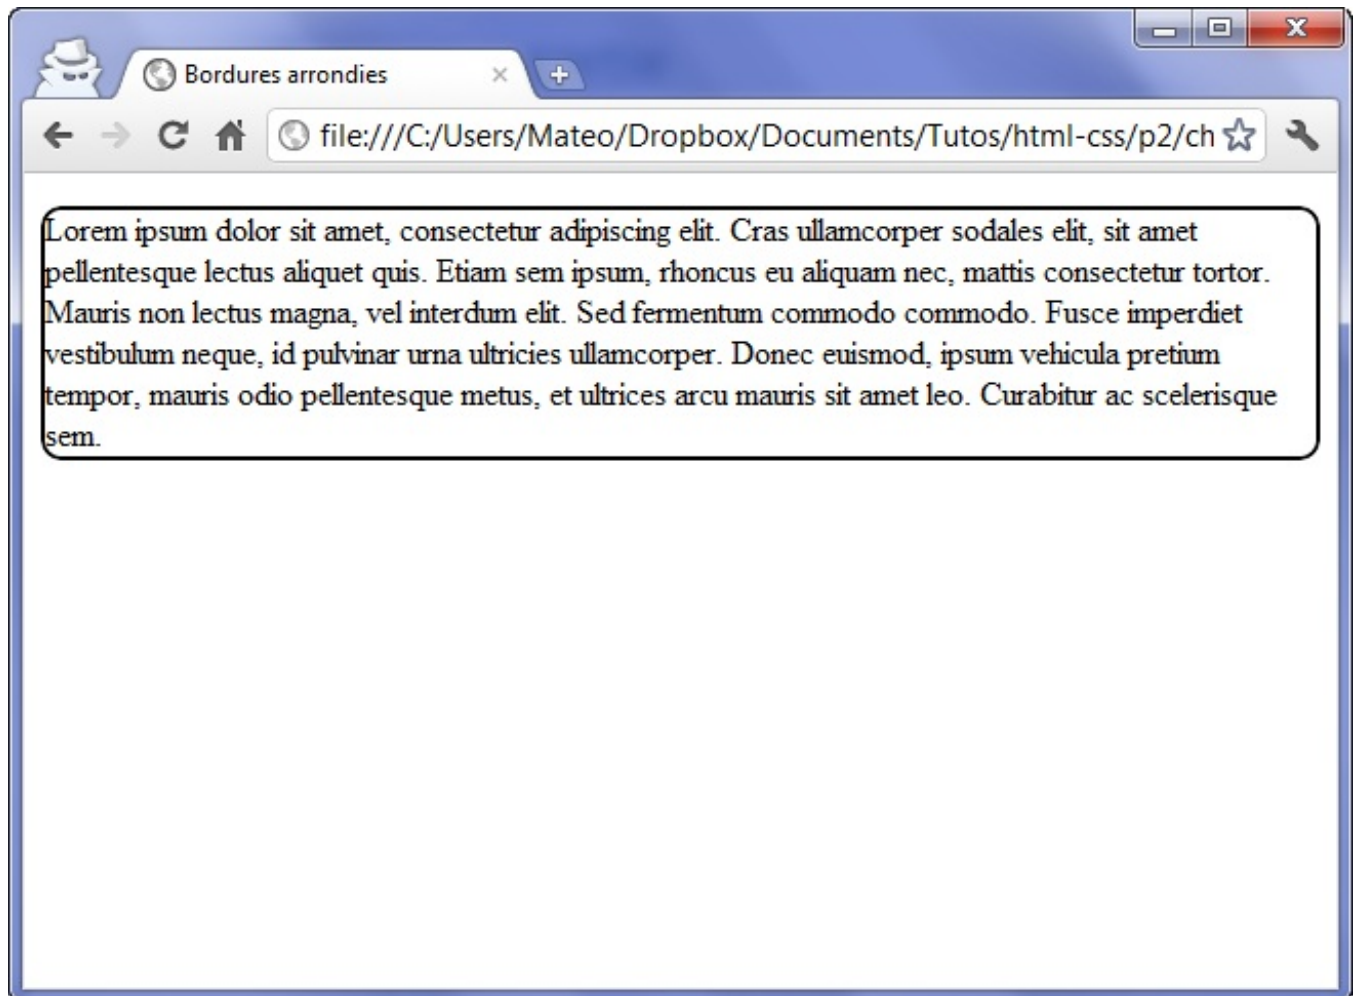 Bordures arrondies
file:///C:/Users/Mateo/Dropbox/Documents/Tutos/html-css/p2/ch
Lorem ipsum dolor sit amet, consectetur adipiscing elit. Cras ullamcorper sodales elit, sit amet
pellentesque lectus aliquet quis. Etiam sem ipsum, rhoncus eu aliquam nec, mattis consectetur tortor.
Mauris non lectus magna, vel interdum elit. Sed fermentum commodo commodo. Fusce imperdiet
vestibulum neque, id pulvinar urna ultricies ullamcorper. Donec euismod, ipsum vehicula pretium
tempor, mauris odio pellentesque metus, et ultrices arcu mauris sit amet leo. Curabitur ac scelerisque
sem.